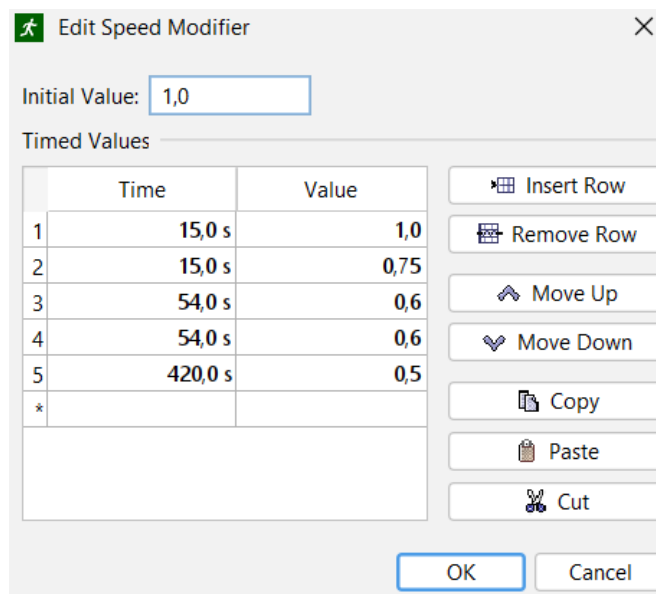 Edit Speed Modifier
Initial Value: 1,0
Timed Values
Time Value
1 15,0 s 1,0
2 15,0 s 0,75
3 54,0 s 0,6
4 54,0 s 0,6
5 420,0 s 0,5
*
Insert Row
Remove Row
Move Up
Move Down
Copy
Paste
Cut
OK Cancel